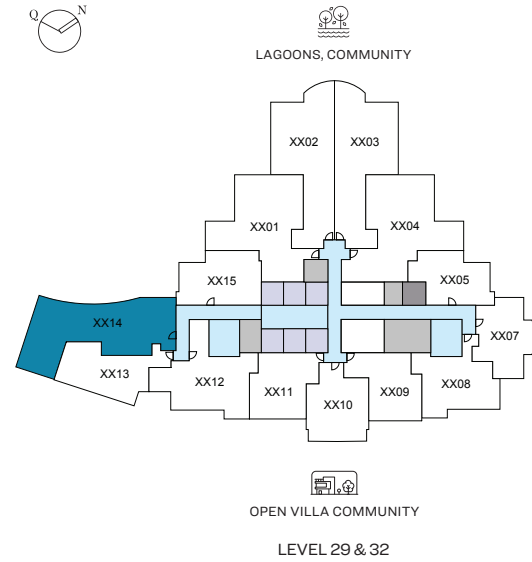 Q N
LAGOONS, COMMUNITY
XX02 XX03
XX01 XX04
XX15 XX05
XX14
XX07
XX13 XX12 XX11 XX10 XX09 XX08
OPEN VILLA COMMUNITY
LEVEL 29 & 32